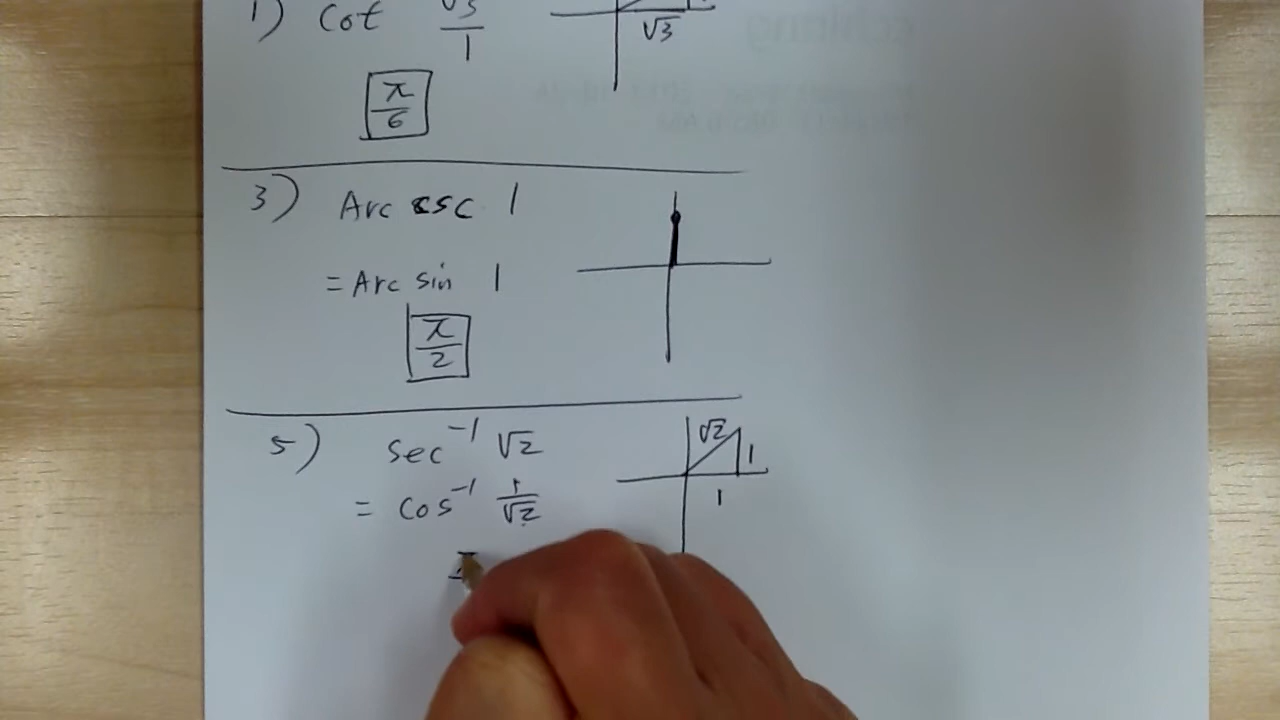 1) Cot √3/1
√3
π/6
3) Arc csc 1
= Arc sin 1
π/2
5) sec⁻¹ √2
√2
1
= cos⁻¹ 1/√2
1